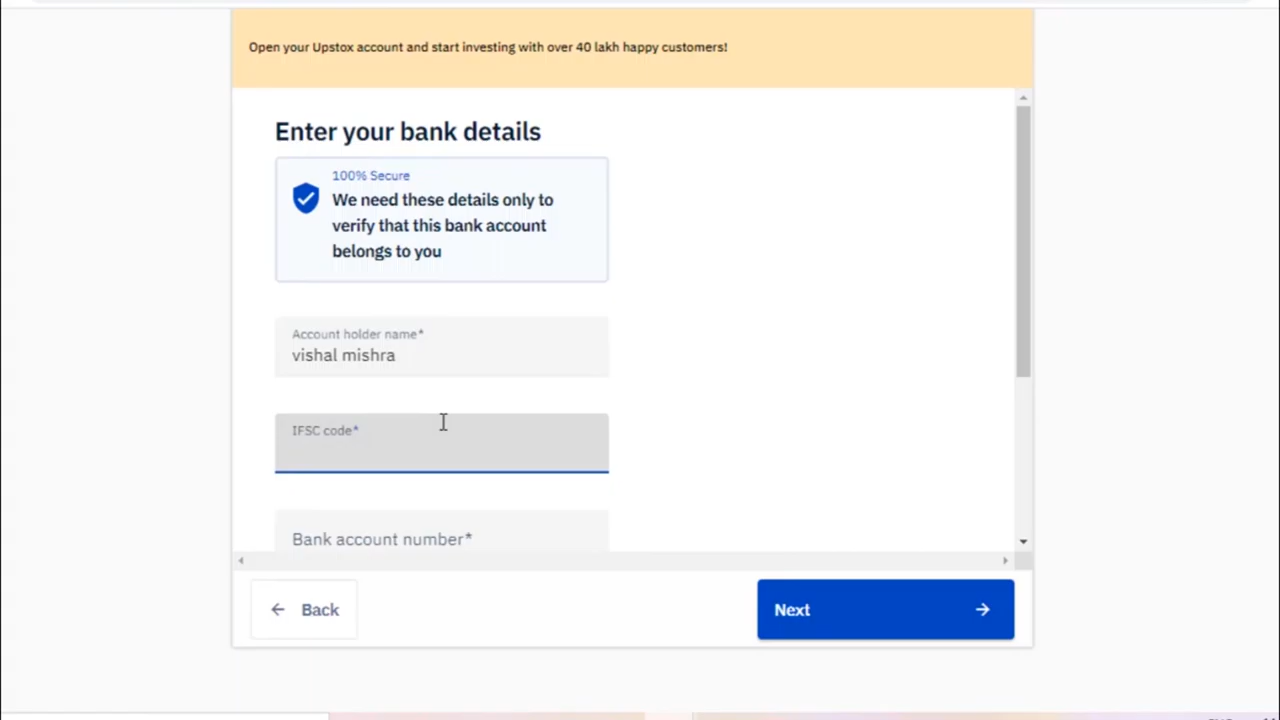 Open your Upstox account and start investing with over 40 lakh happy customers!
Enter your bank details
100% Secure
We need these details only to
verify that this bank account
belongs to you
Account holder name*
vishal mishra
IFSC code*
Bank account number*
Back
Next